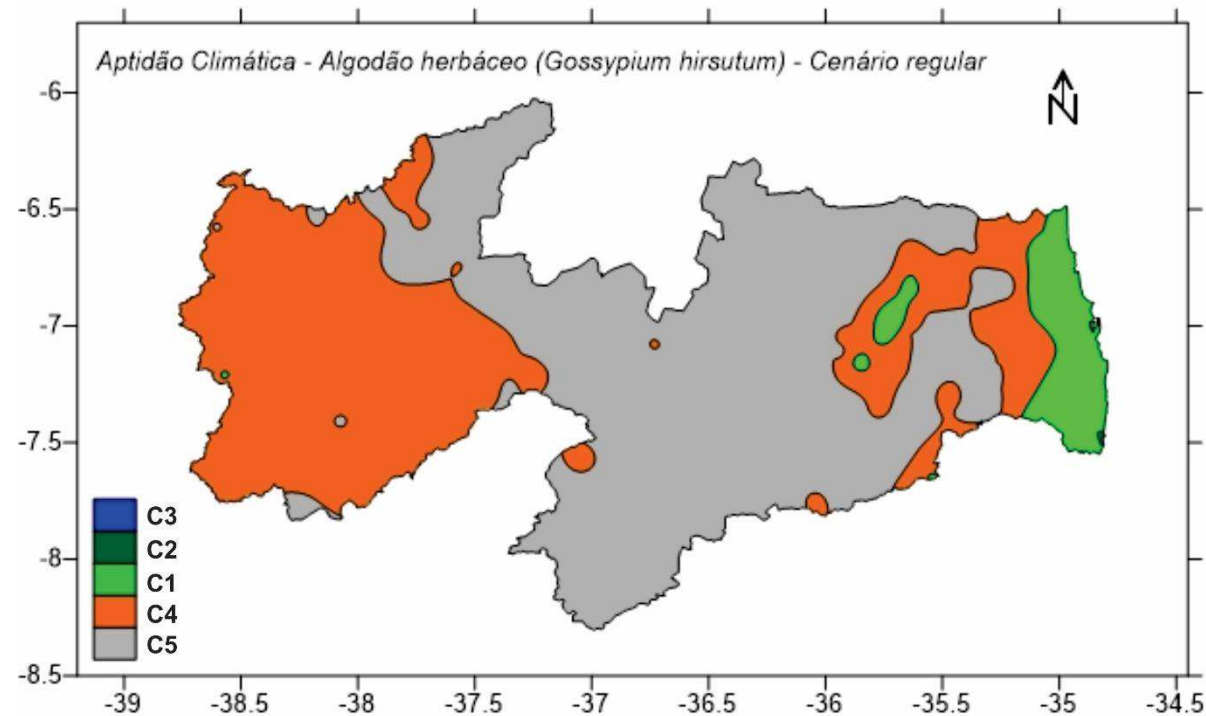 Aptidão Climática - Algodão herbáceo (Gossypium hirsutum) - Cenário regular
N
-6
-6.5
-7
-7.5
-8
-8.5
C3
C2
C1
C4
C5
-39 -38.5 -38 -37.5 -37 -36.5 -36 -35.5 -35 -34.5